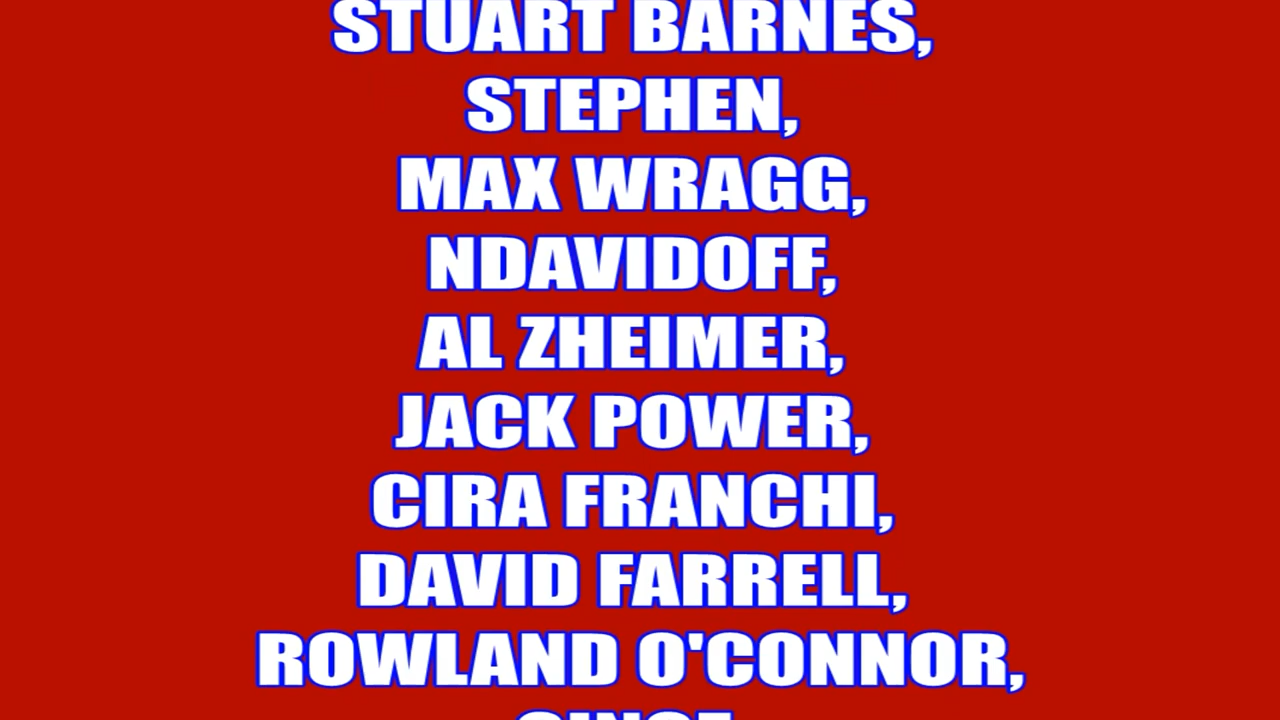 STUART BARNES,
STEPHEN,
MAX WRAGG,
NDAVIDOFF,
AL ZHEIMER,
JACK POWER,
CIRA FRANCHI,
DAVID FARRELL,
ROWLAND O'CONNOR,